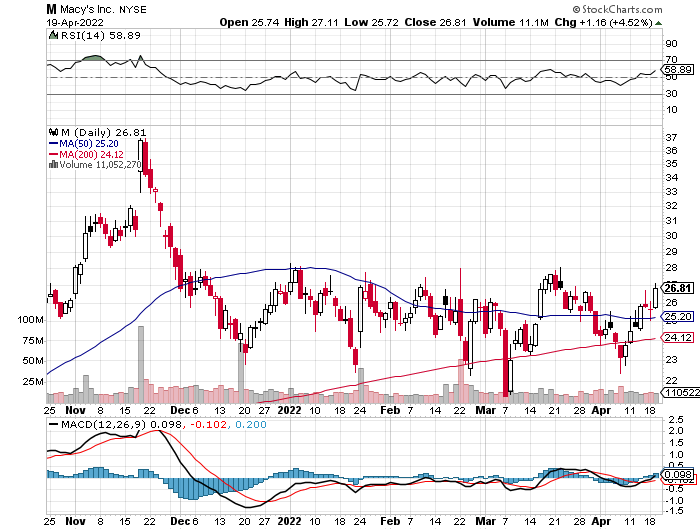 M Macy's Inc. NYSE © StockCharts.com
19-Apr-2022 Open 25.74 High 27.11 Low 25.72 Close 26.81 Volume 11.1M Chg +1.16 (+4.52%)
RSI(14) 58.89
90
70
58.89
50
30
10
M (Daily) 26.81
MA(50) 25.20
MA(200) 24.12
Volume 11,052,270
37
36
35
34
33
32
31
30
29
28
27
26.81
26
25.20
25
24.12
23
22
100M
75M
50M
25M
110522
25 Nov 8 15 22 Dec 6 13 20 27 2022 10 18 24 Feb 7 14 22 Mar 7 14 21 28 Apr 11 18
MACD(12,26,9) 0.098, -0.102, 0.200
2.0
1.5
1.0
0.5
0.098
-0.5
-1.0
-1.5
25 Nov 8 15 22 Dec 6 13 20 27 2022 10 18 24 Feb 7 14 22 Mar 7 14 21 28 Apr 11 18